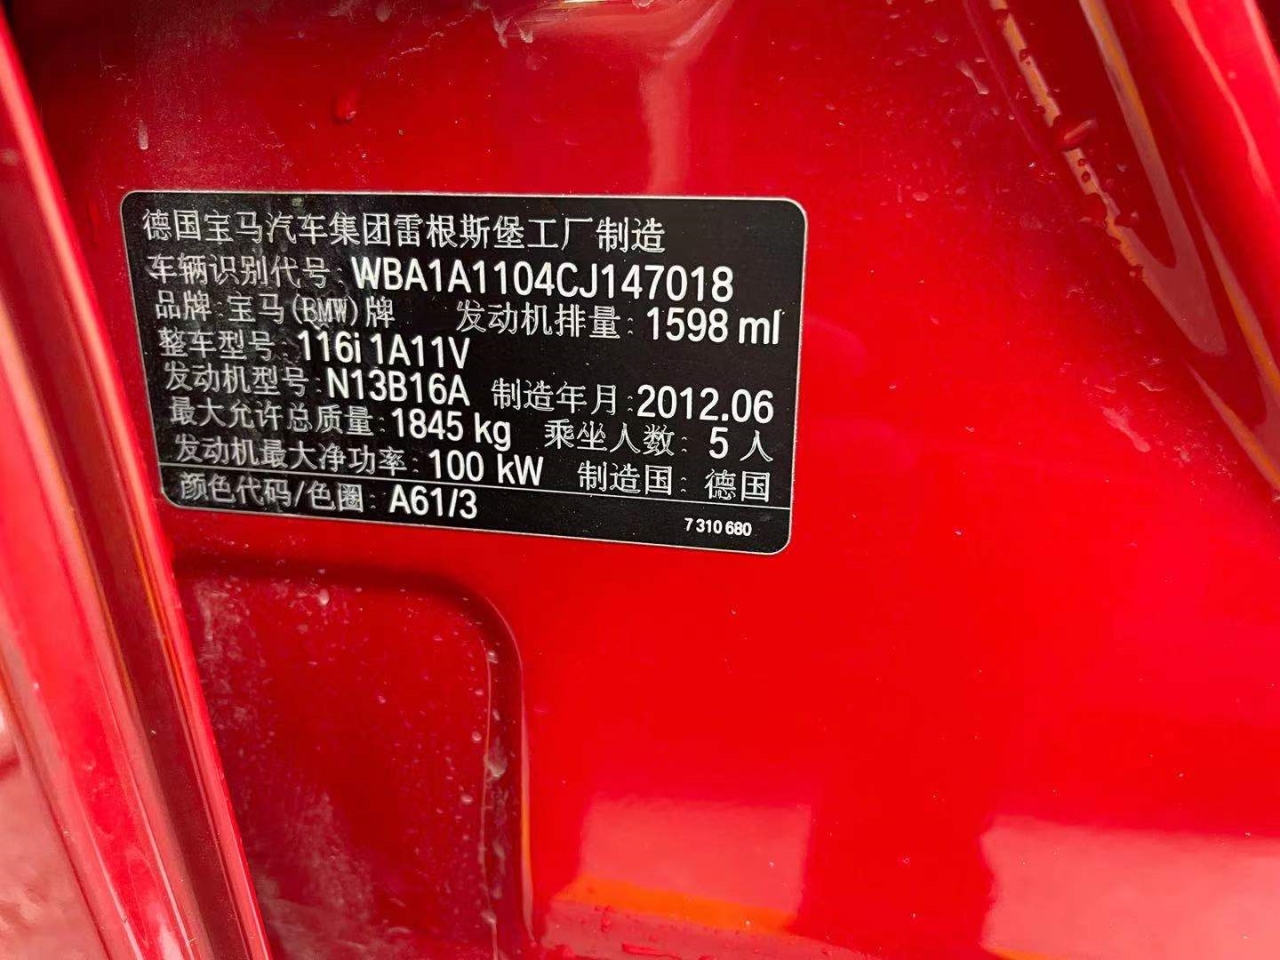 德国宝马汽车集团雷根斯堡工厂制造
车辆识别代号: WBA1A1104CJ147018
品牌: 宝马(BMW)牌 发动机排量: 1598 ml
整车型号: 116i 1A11V
发动机型号: N13B16A 制造年月: 2012.06
最大允许总质量: 1845 kg 乘坐人数: 5 人
发动机最大净功率: 100 kW 制造国: 德国
颜色代码/色圈: A61/3
7 310 680